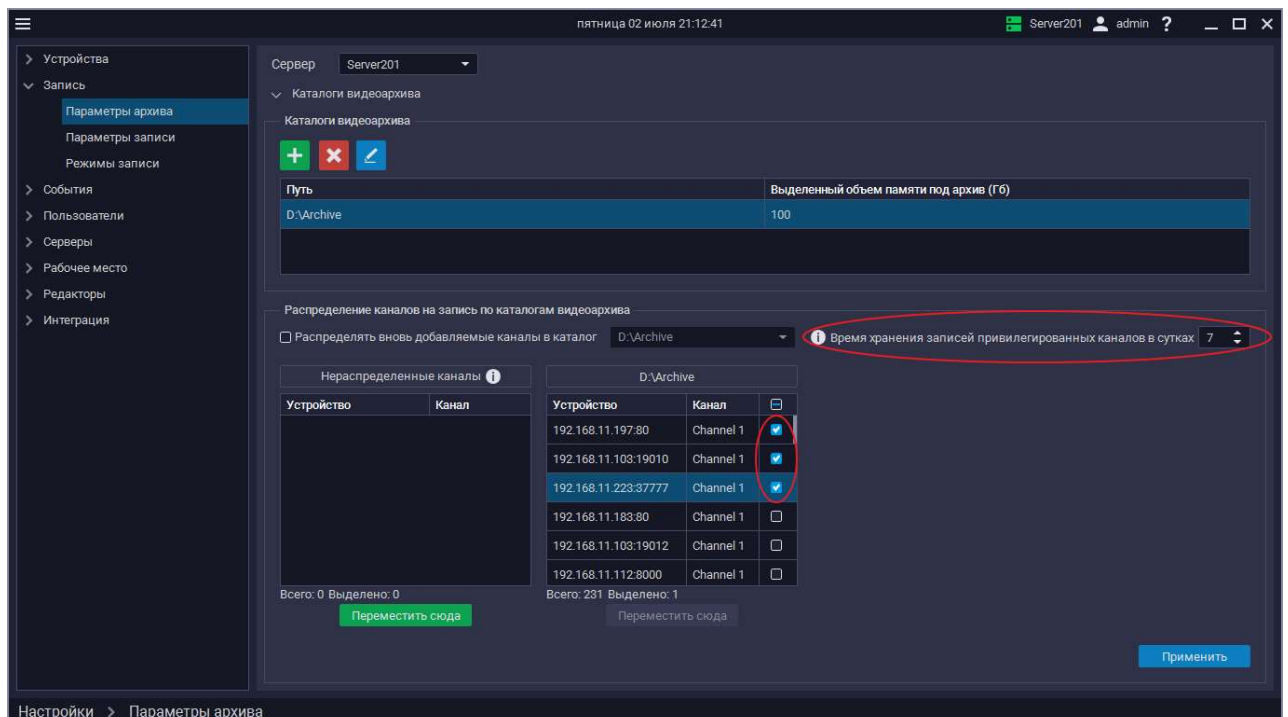 пятница 02 июля 21:12:41
Server201 admin ?
Устройства
Запись
Параметры архива
Параметры записи
Режимы записи
События
Пользователи
Серверы
Рабочее место
Редакторы
Интеграция
Сервер Server201
Каталоги видеоархива
Каталоги видеоархива
Путь Выделенный объем памяти под архив (Гб)
D:\Archive 100
Распределение каналов на запись по каталогам видеоархива
Распределять вновь добавляемые каналы в каталог D:\Archive
Время хранения записей привилегированных каналов в сутках 7
Нераспределенные каналы
Устройство Канал
Всего: 0 Выделено: 0
Переместить сюда
D:\Archive
Устройство Канал
192.168.11.197:80 Channel 1
192.168.11.103:19010 Channel 1
192.168.11.223:37777 Channel 1
192.168.11.183:80 Channel 1
192.168.11.103:19012 Channel 1
192.168.11.112:8000 Channel 1
Всего: 231 Выделено: 1
Переместить сюда
Применить
Настройки > Параметры архива